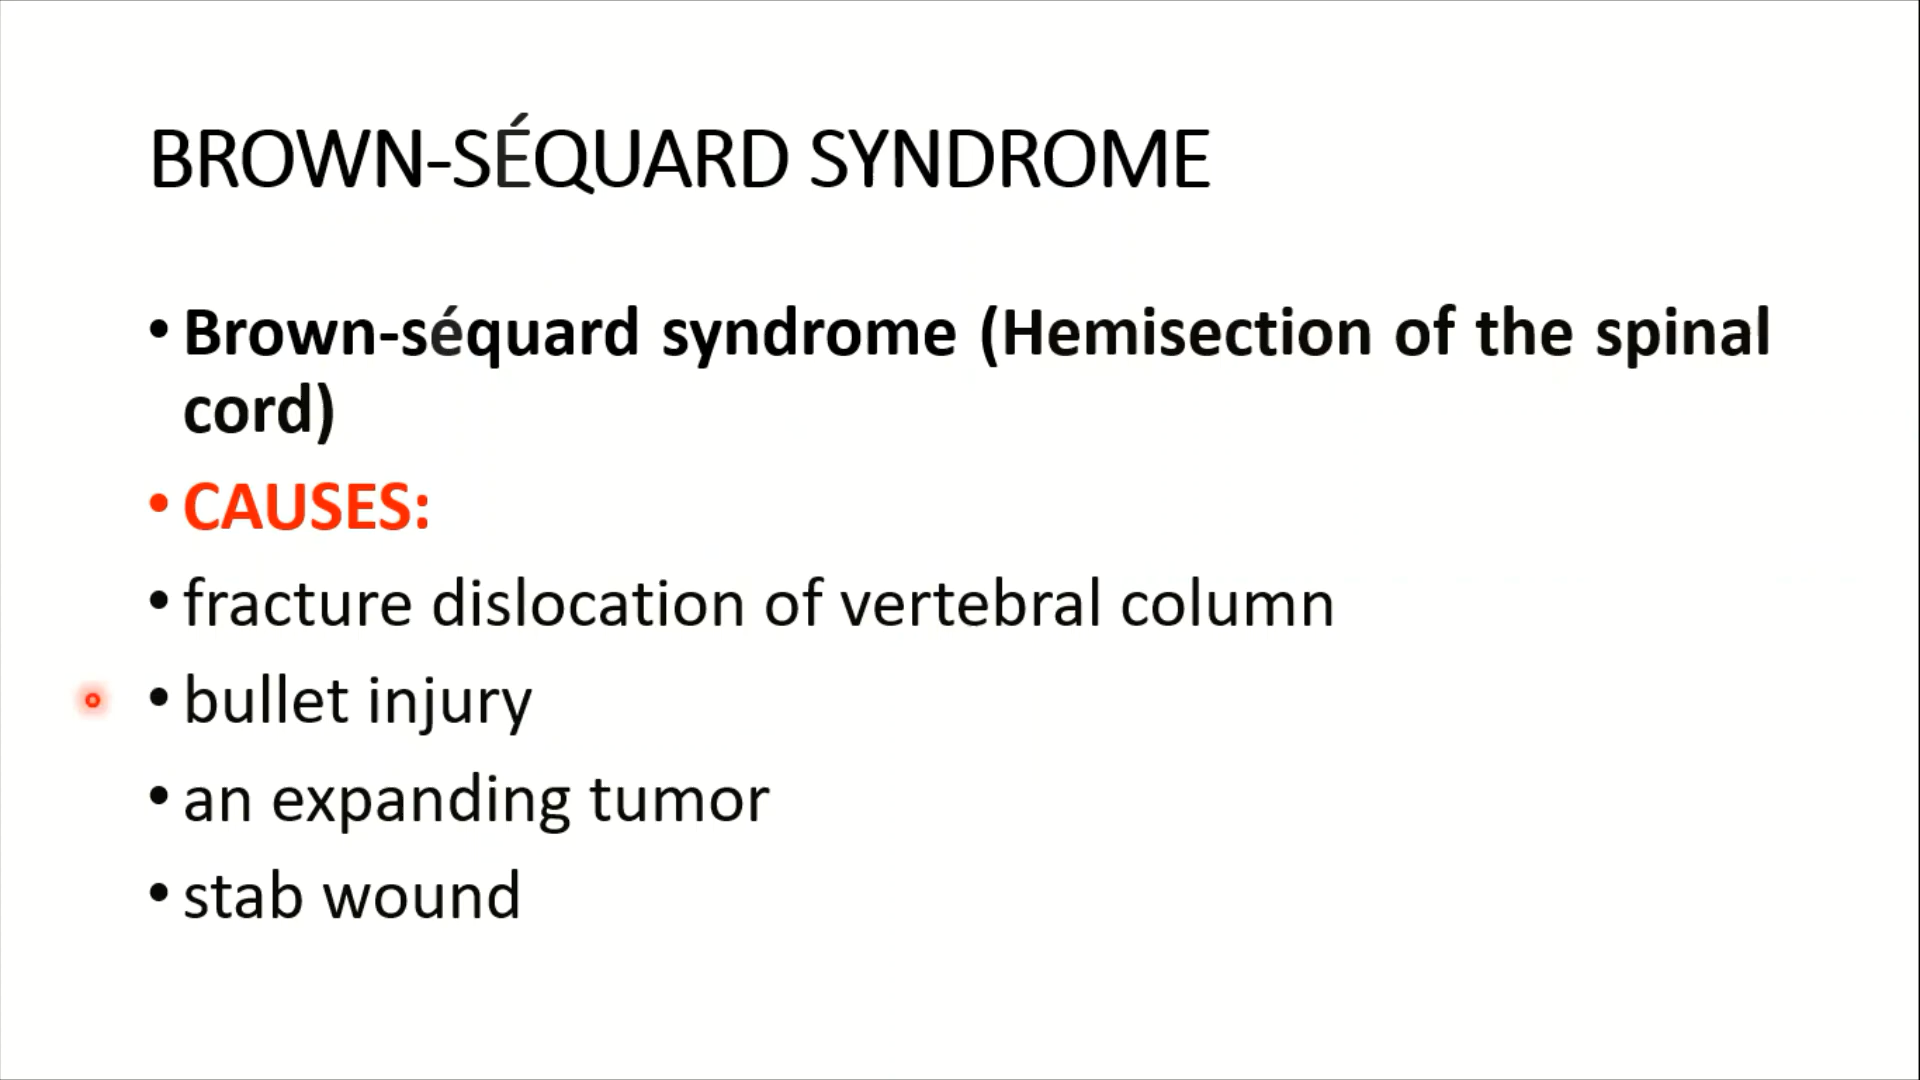 BROWN-SÉQUARD SYNDROME
• Brown-séquard syndrome (Hemisection of the spinal
cord)
• CAUSES:
• fracture dislocation of vertebral column
• bullet injury
• an expanding tumor
• stab wound